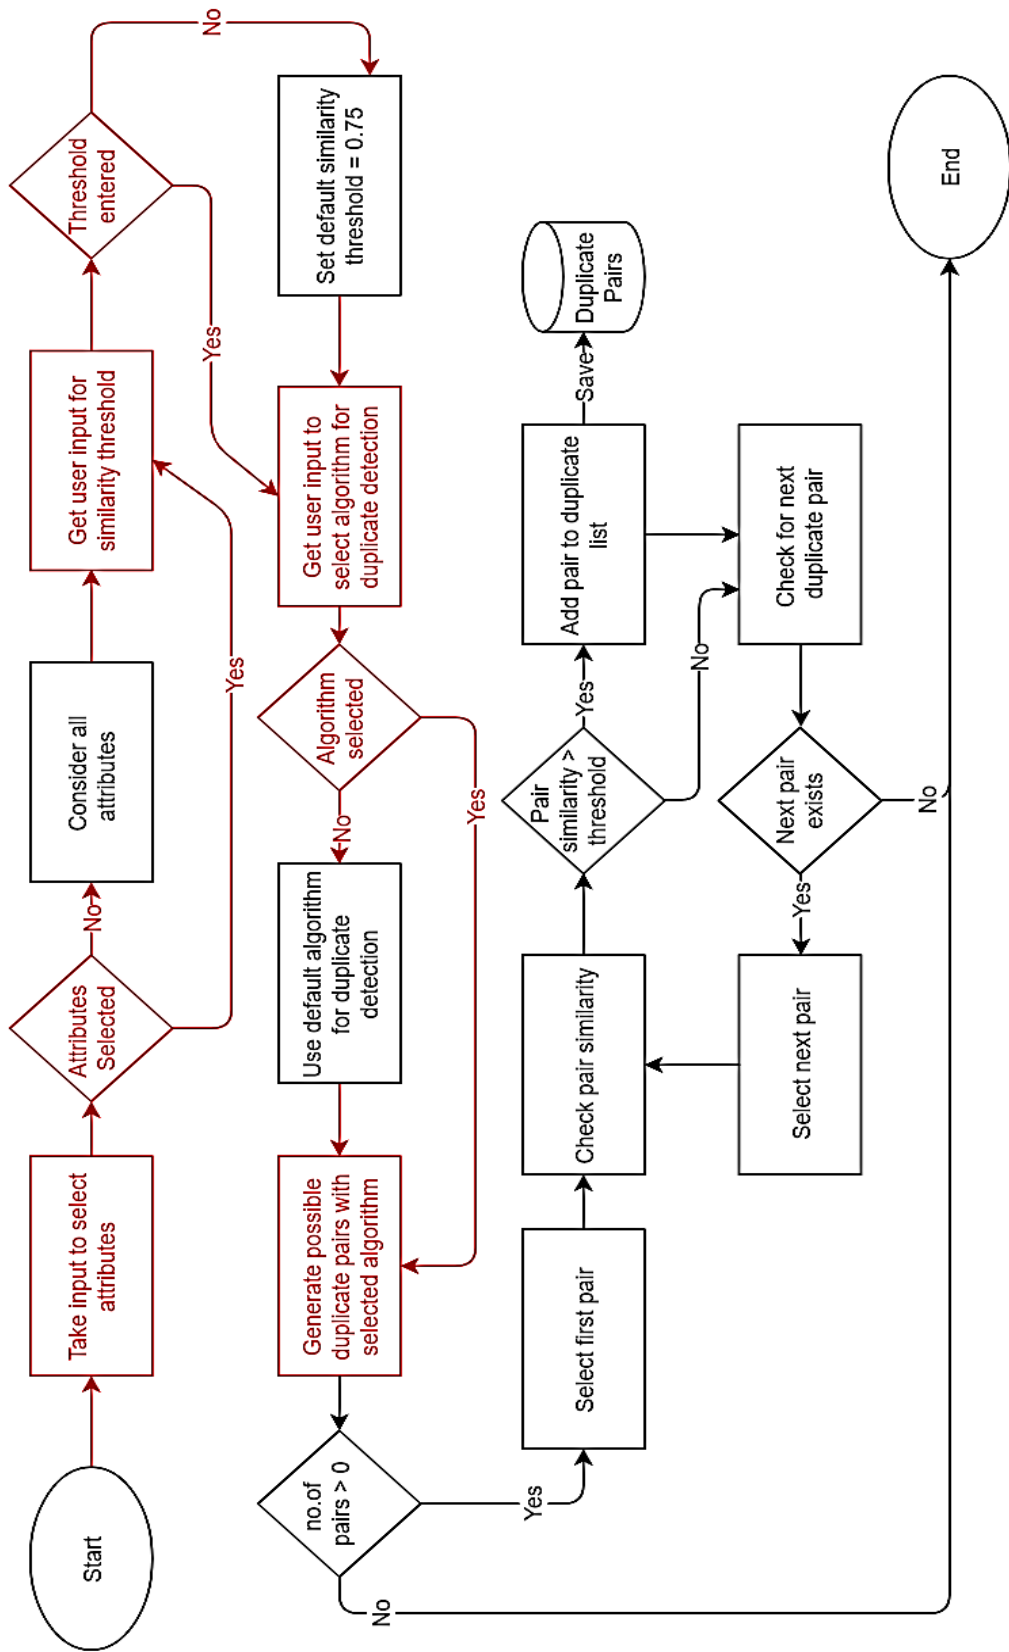 Start
Take input to select
attributes
Attributes
Selected
No
Consider all
attributes
Yes
Get user input for
similarity threshold
Threshold
entered
No
Yes
Set default similarity
threshold = 0.75
Get user input to
select algorithm for
duplicate detection
Algorithm
selected
No
Yes
Use default algorithm
for duplicate
detection
Generate possible
duplicate pairs with
selected algorithm
no.of
pairs > 0
No
Yes
Select first pair
Check pair similarity
Pair
similarity >
threshold
Yes
No
Add pair to duplicate
list
Save
Duplicate
Pairs
Check for next
duplicate pair
Next pair
exists
Yes
No
Select next pair
End